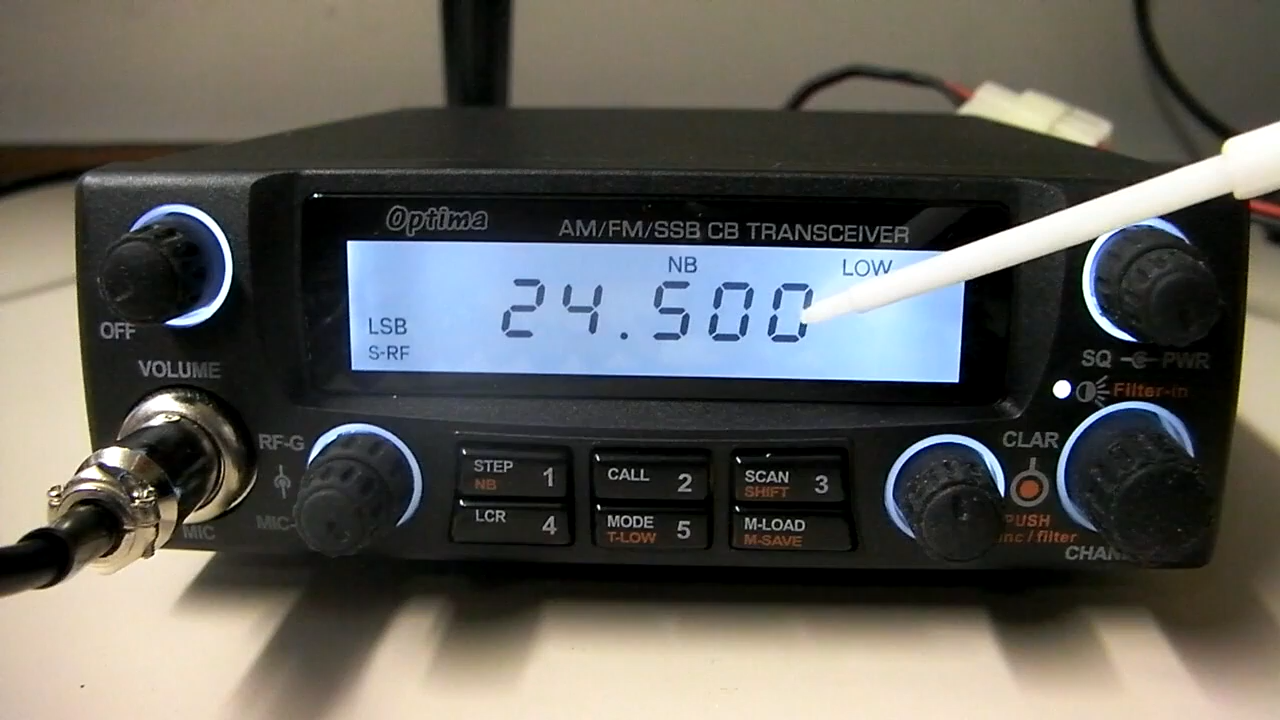 Optima
AM/FM/SSB CB TRANSCEIVER
NB
LOW
24.500
LSB
S-RF
OFF
VOLUME
SQ PWR
Filter-in
RF-G
MIC
STEP 1
NB
CALL 2
SCAN 3
SHIFT
LCR 4
MODE 5
T-LOW
M-LOAD
M-SAVE
CLAR
PUSH
/filter